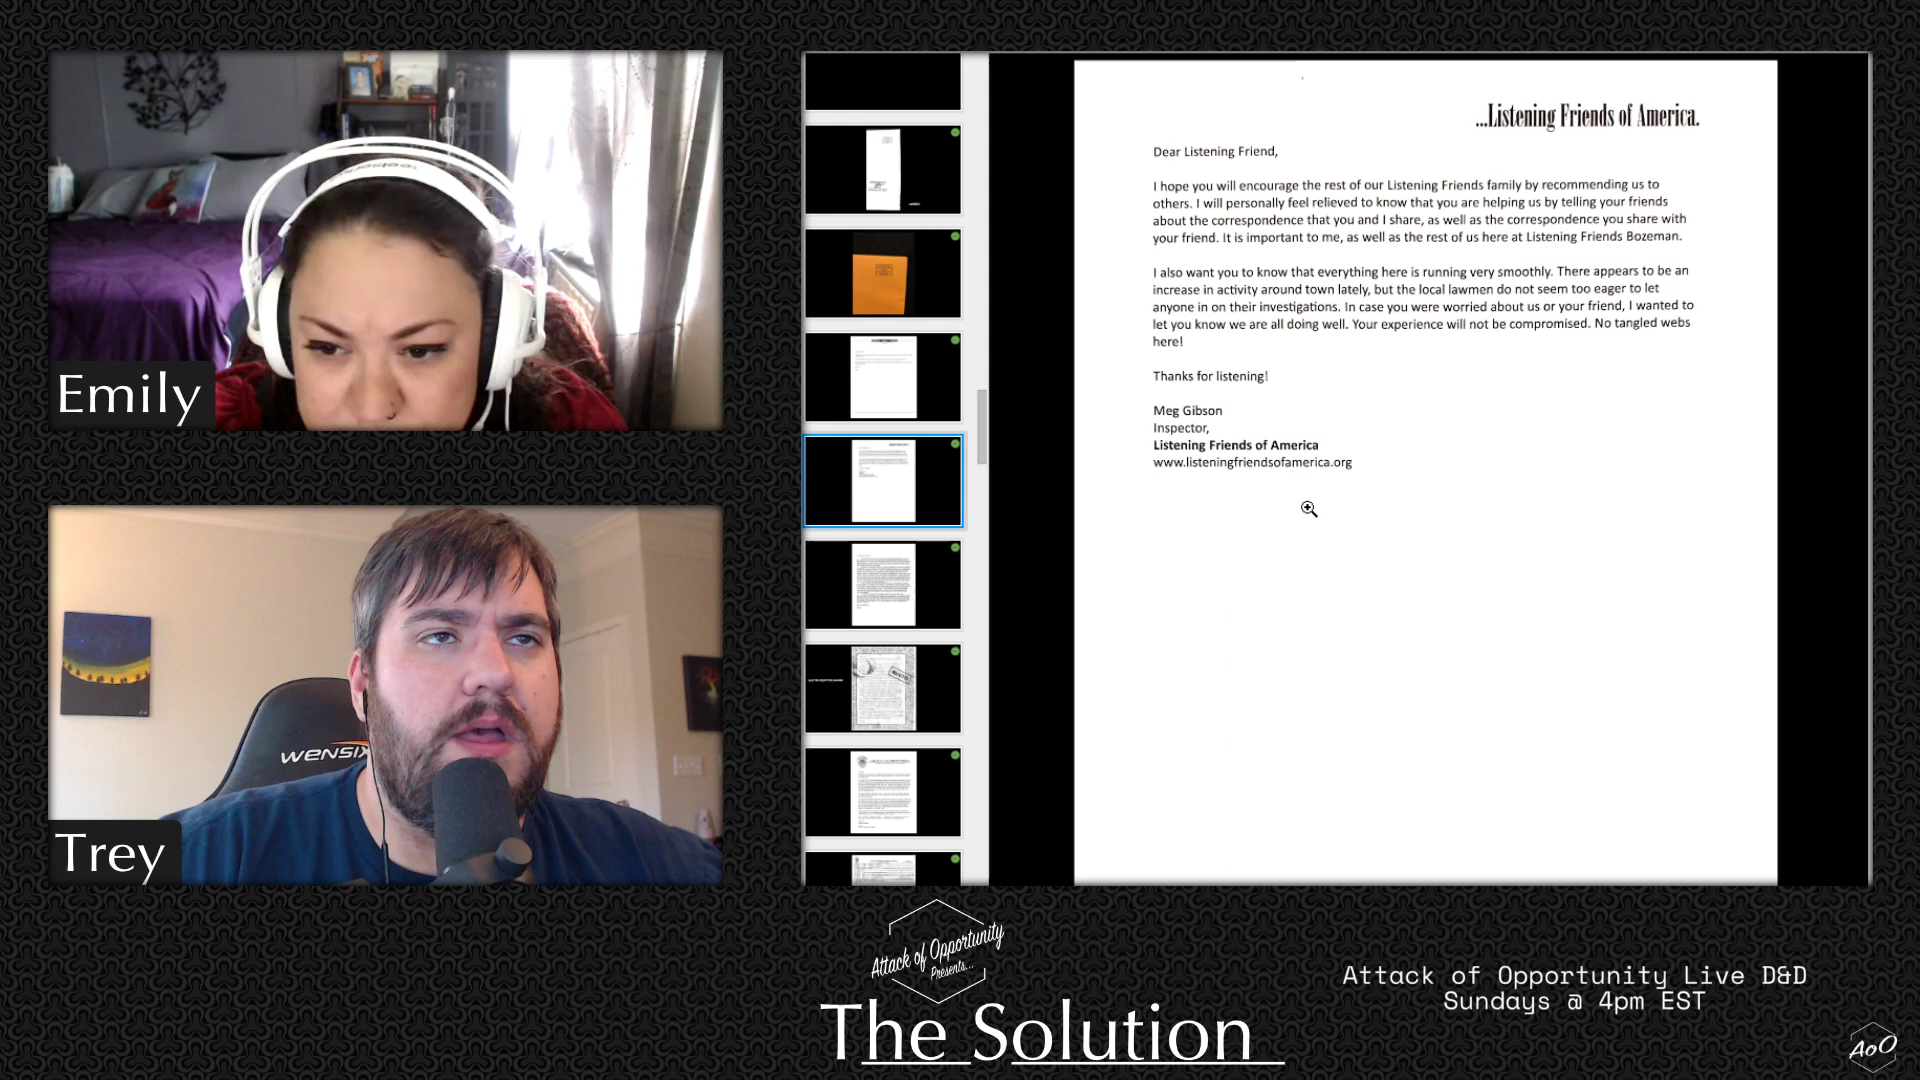 Emily
WENSIX
Trey
...Listening Friends of America.
Dear Listening Friend,
I hope you will encourage the rest of our Listening Friends family by recommending us to
others. I will personally feel relieved to know that you are helping us by telling your friends
about the correspondence that you and I share, as well as the correspondence you share with
your friend. It is important to me, as well as the rest of us here at Listening Friends Bozeman.
I also want you to know that everything here is running very smoothly. There appears to be an
increase in activity around town lately, but the local lawmen do not seem too eager to let
anyone in on their investigations. In case you were worried about us or your friend, I wanted to
let you know we are all doing well. Your experience will not be compromised. No tangled webs
here!
Thanks for listening!
Meg Gibson
Inspector,
Listening Friends of America
www.listeningfriendsofamerica.org
Attack of Opportunity
Presents...
The Solution
Attack of Opportunity Live D&D
Sundays @ 4pm EST
AoO